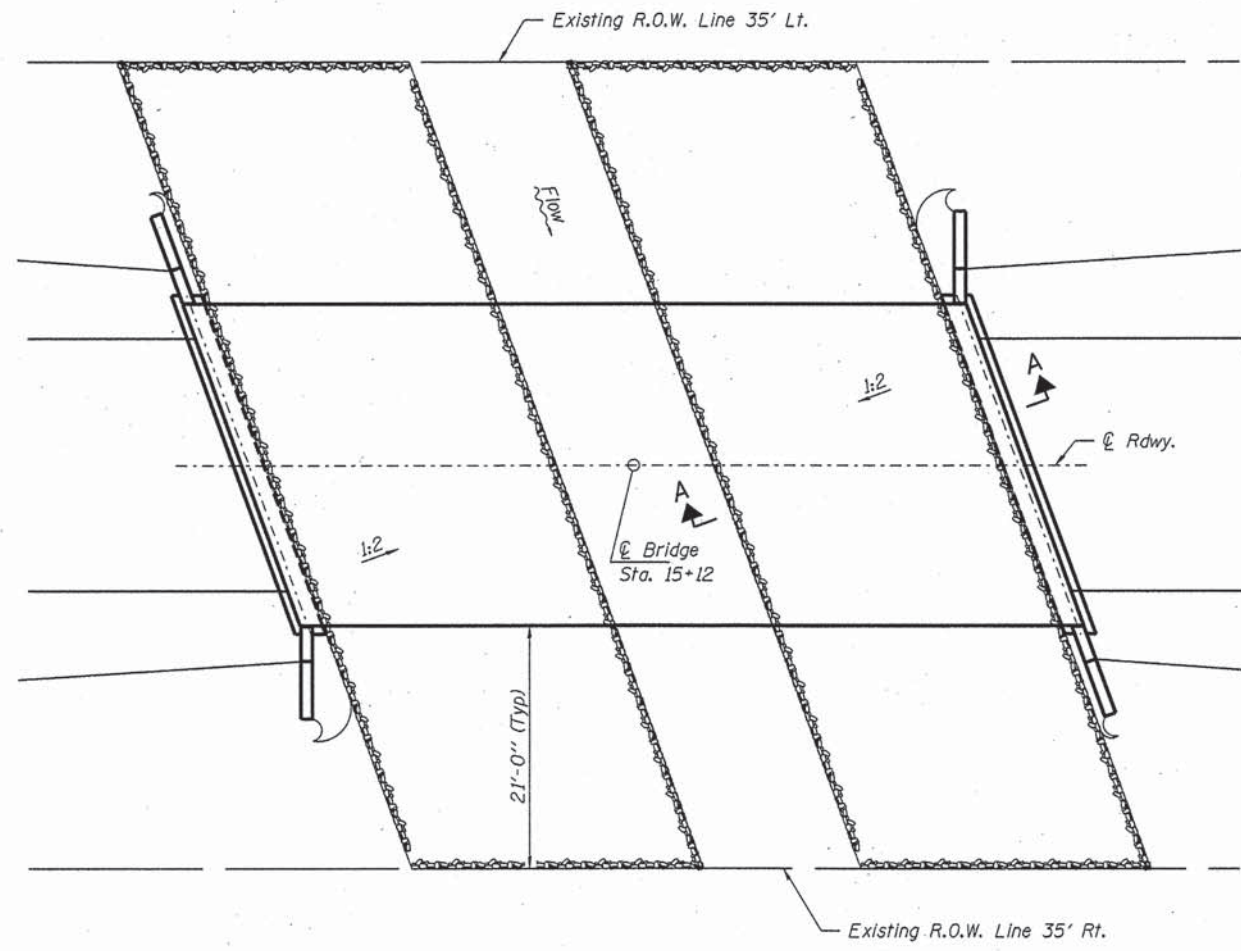 Existing R.O.W. Line 35' Lt.
Flow
1:2
A
℄ Rdwy.
A
℄ Bridge
Sta. 15+12
1:2
21'-0" (Typ)
Existing R.O.W. Line 35' Rt.